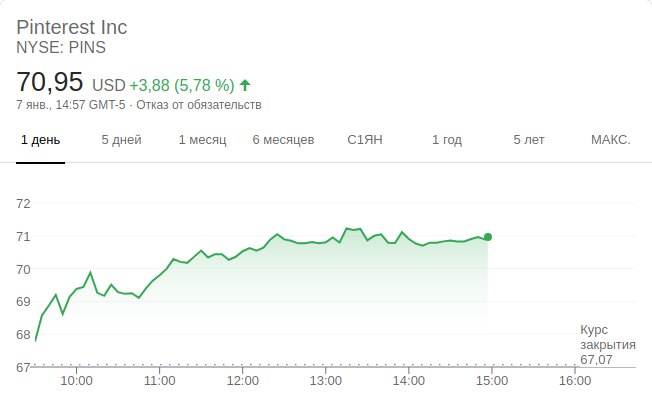 Pinterest Inc
NYSE: PINS
70,95 USD +3,88 (5,78 %)
7 янв., 14:57 GMT-5 · Отказ от обязательств
1 день 5 дней 1 месяц 6 месяцев С1ЯН 1 год 5 лет МАКС.
72
71
70
69
68
67
Курс
закрытия
67,07
10:00 11:00 12:00 13:00 14:00 15:00 16:00